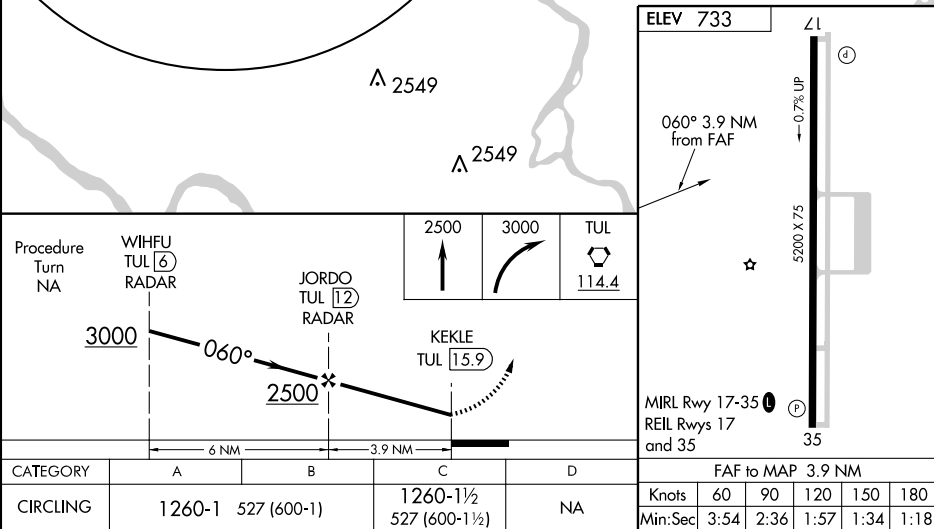 2549
2549
Procedure
Turn
NA
WIHFU
TUL 6
RADAR
JORDO
TUL 12
RADAR
KEKLE
TUL 15.9
2500
3000
TUL
114.4
3000
060°
2500
6 NM
3.9 NM
CATEGORY A B C D
CIRCLING 1260-1 527 (600-1) 1260-1½ 527 (600-1½) NA
ELEV 733
17
P
0.7% UP
060° 3.9 NM
from FAF
5200 X 75
MIRL Rwy 17-35 L
REIL Rwys 17
and 35
P
35
FAF to MAP 3.9 NM
Knots 60 90 120 150 180
Min:Sec 3:54 2:36 1:57 1:34 1:18